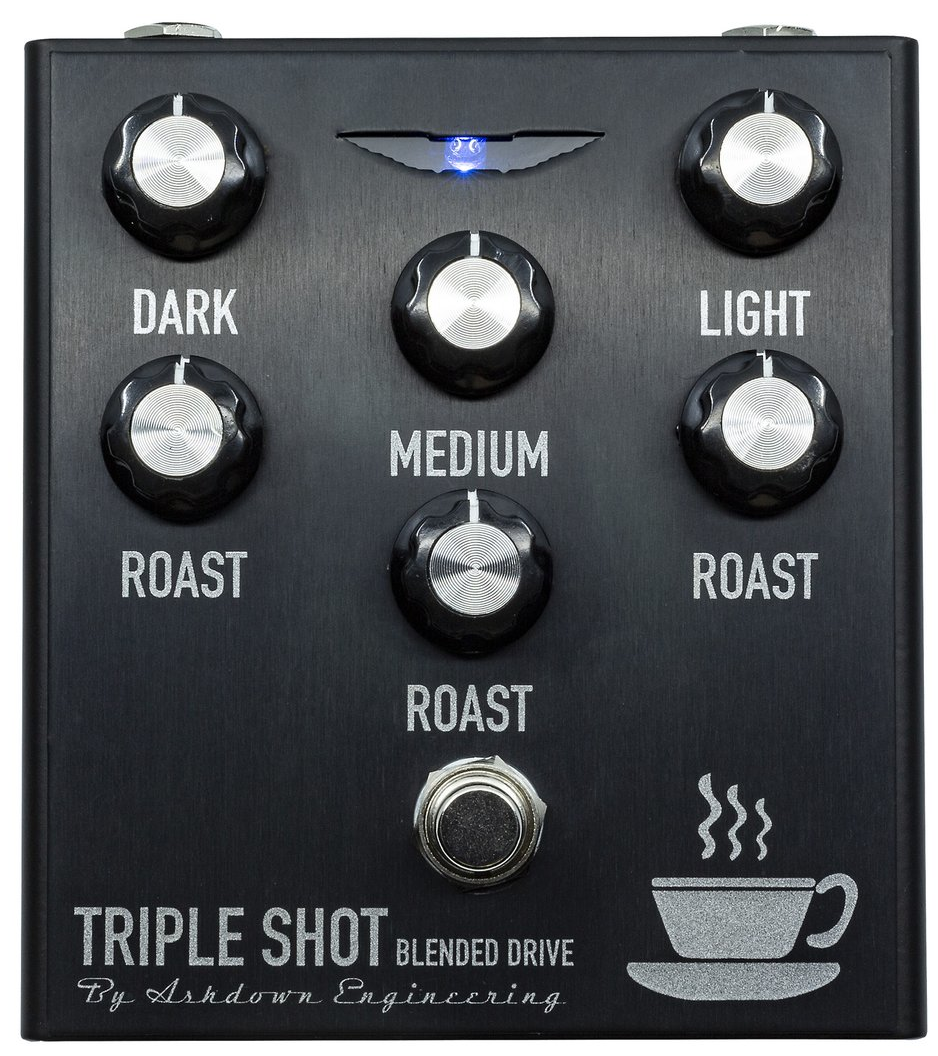 DARK
LIGHT
MEDIUM
ROAST
ROAST
ROAST
TRIPLE SHOT BLENDED DRIVE
By Ashdown Engineering